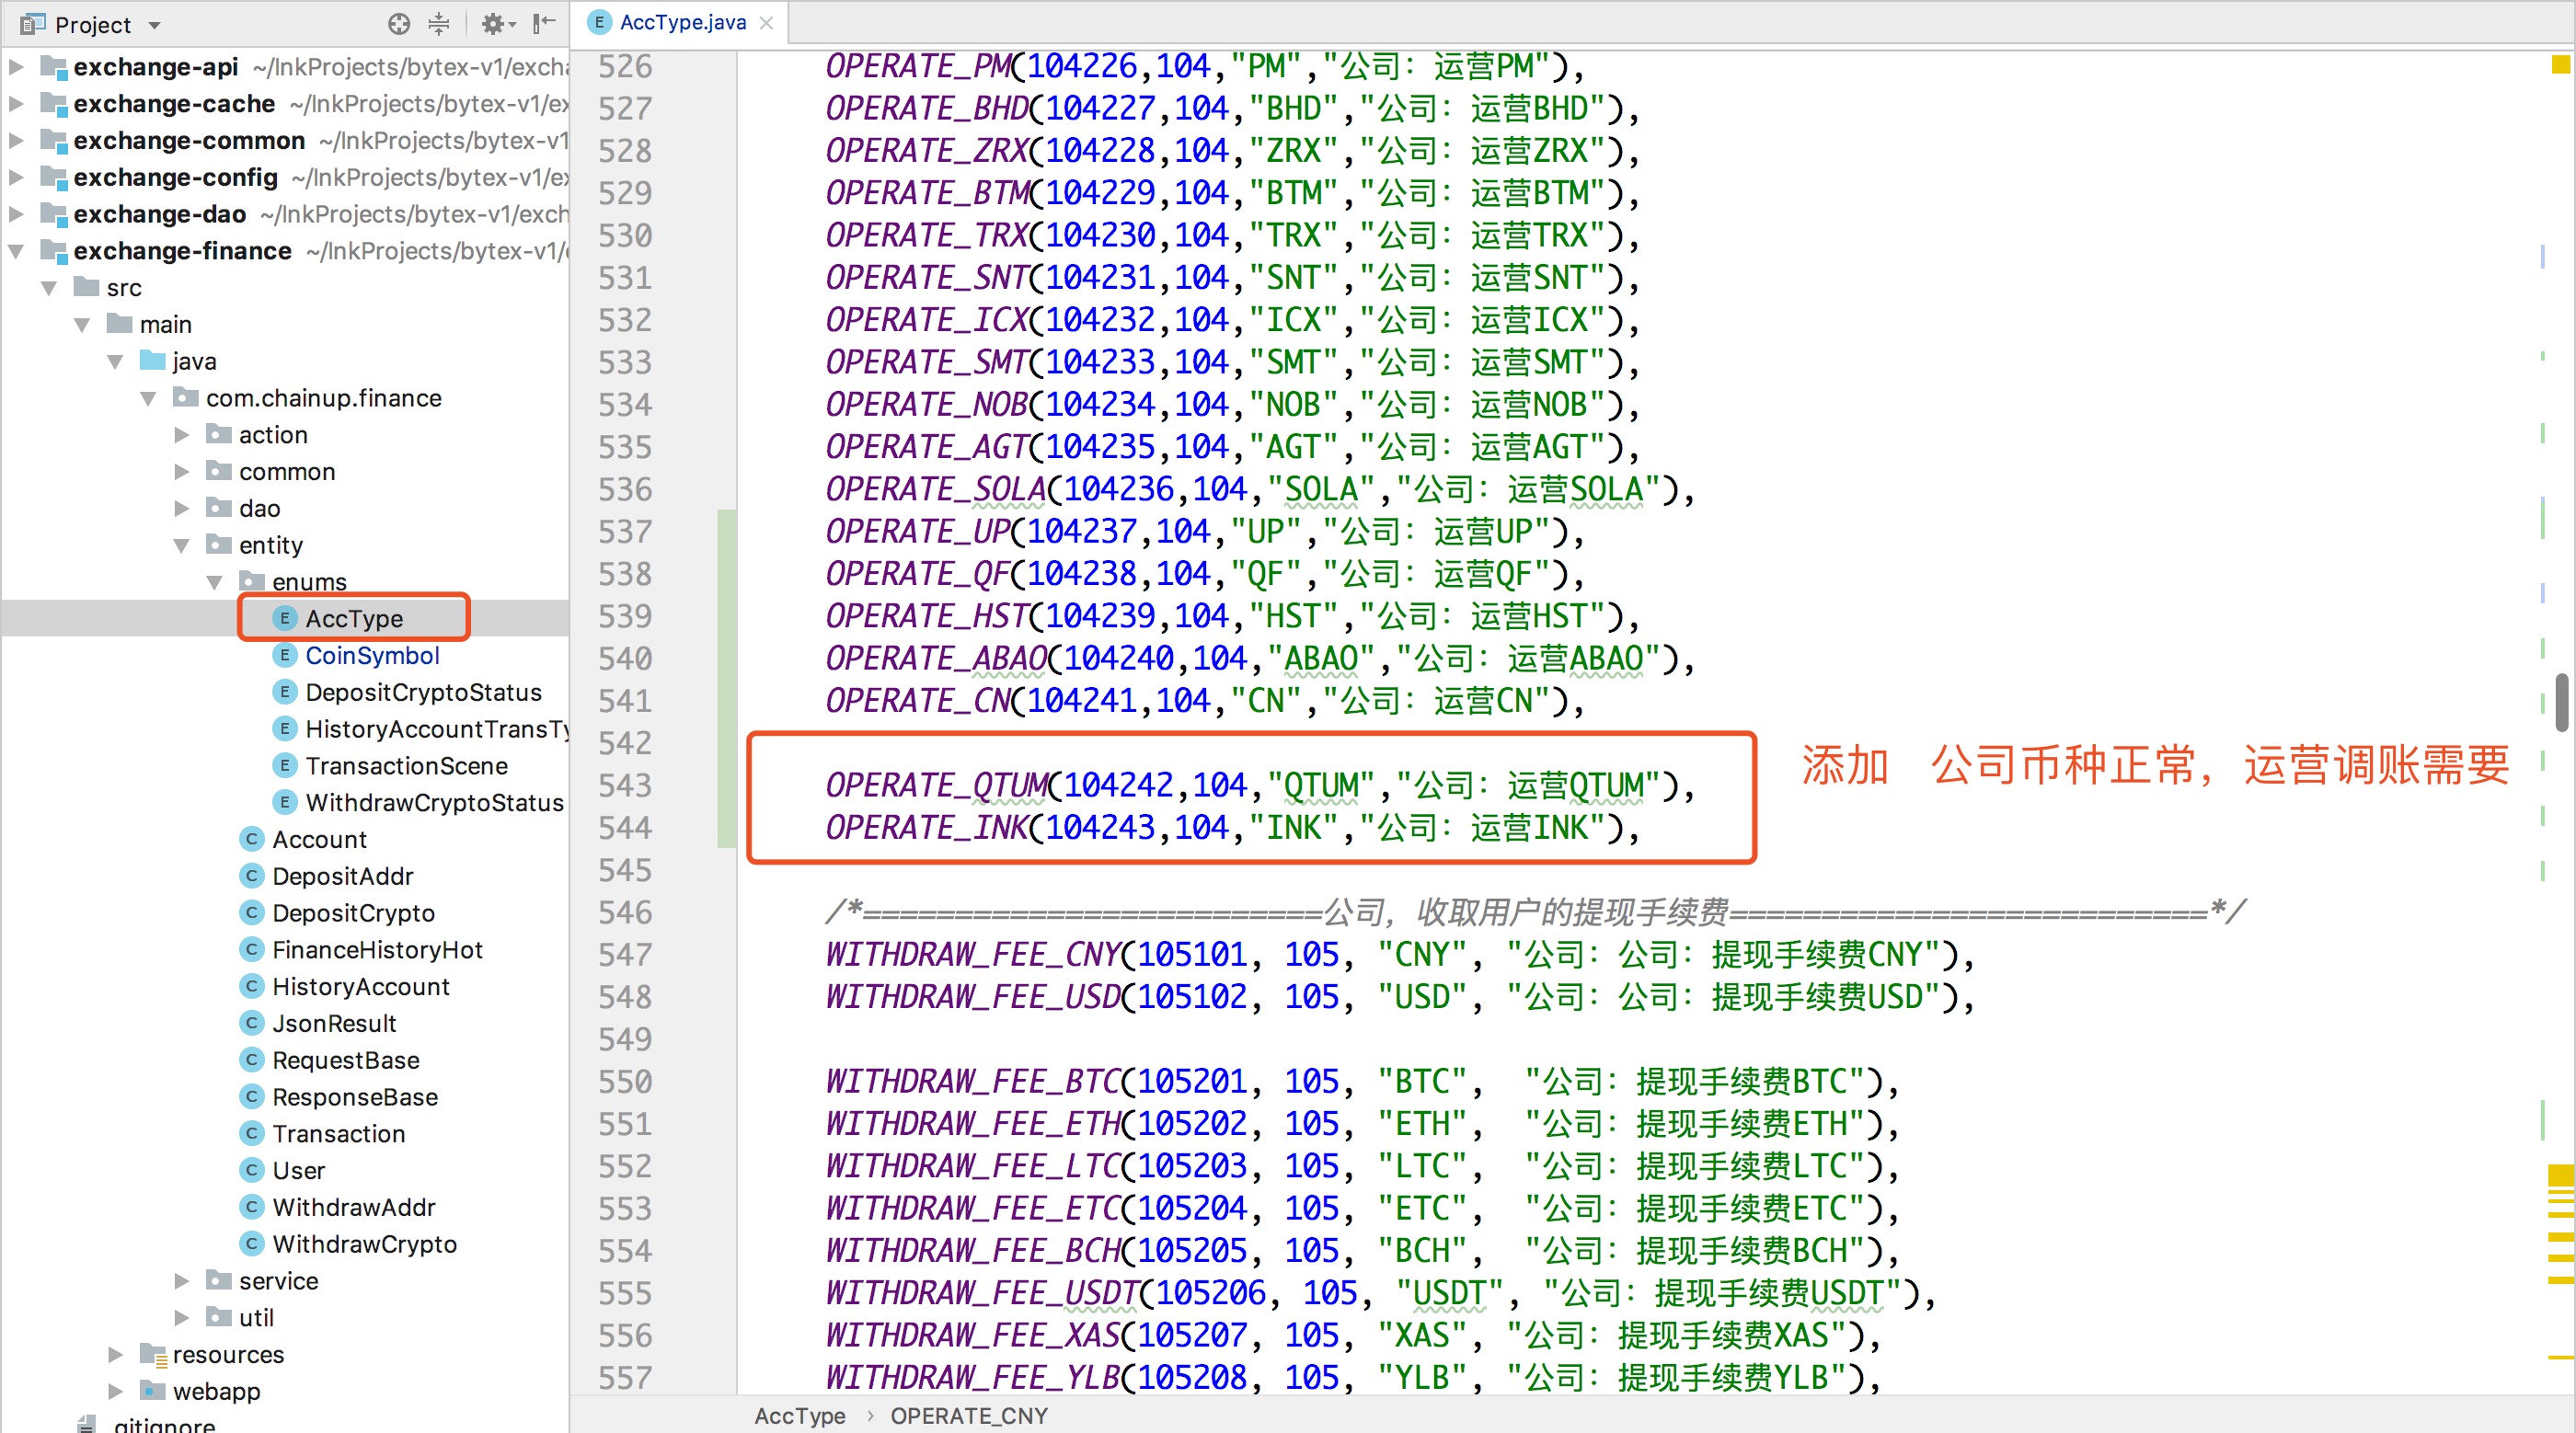 Project
exchange-api ~/InkProjects/bytex-v1/excha
exchange-cache ~/InkProjects/bytex-v1/ex
exchange-common ~/InkProjects/bytex-v1
exchange-config ~/InkProjects/bytex-v1/ex
exchange-dao ~/InkProjects/bytex-v1/exch
exchange-finance ~/InkProjects/bytex-v1/
src
main
java
com.chainup.finance
action
common
dao
entity
enums
E AccType
E CoinSymbol
E DepositCryptoStatus
E HistoryAccountTransTy
E TransactionScene
E WithdrawCryptoStatus
C Account
C DepositAddr
C DepositCrypto
C FinanceHistoryHot
C HistoryAccount
C JsonResult
C RequestBase
C ResponseBase
C Transaction
C User
C WithdrawAddr
C WithdrawCrypto
service
util
resources
webapp
.gitignore
E AccType.java
526 OPERATE_PM(104226,104,"PM","公司：运营PM"),
527 OPERATE_BHD(104227,104,"BHD","公司：运营BHD"),
528 OPERATE_ZRX(104228,104,"ZRX","公司：运营ZRX"),
529 OPERATE_BTM(104229,104,"BTM","公司：运营BTM"),
530 OPERATE_TRX(104230,104,"TRX","公司：运营TRX"),
531 OPERATE_SNT(104231,104,"SNT","公司：运营SNT"),
532 OPERATE_ICX(104232,104,"ICX","公司：运营ICX"),
533 OPERATE_SMT(104233,104,"SMT","公司：运营SMT"),
534 OPERATE_NOB(104234,104,"NOB","公司：运营NOB"),
535 OPERATE_AGT(104235,104,"AGT","公司：运营AGT"),
536 OPERATE_SOLA(104236,104,"SOLA","公司：运营SOLA"),
537 OPERATE_UP(104237,104,"UP","公司：运营UP"),
538 OPERATE_QF(104238,104,"QF","公司：运营QF"),
539 OPERATE_HST(104239,104,"HST","公司：运营HST"),
540 OPERATE_ABAO(104240,104,"ABAO","公司：运营ABAO"),
541 OPERATE_CN(104241,104,"CN","公司：运营CN"),
542
543 OPERATE_QTUM(104242,104,"QTUM","公司：运营QTUM"),
添加 公司币种正常，运营调账需要
544 OPERATE_INK(104243,104,"INK","公司：运营INK"),
545
546 /*=========================公司，收取用户的提现手续费==========================*/
547 WITHDRAW_FEE_CNY(105101, 105, "CNY", "公司：公司：提现手续费CNY"),
548 WITHDRAW_FEE_USD(105102, 105, "USD", "公司：公司：提现手续费USD"),
549
550 WITHDRAW_FEE_BTC(105201, 105, "BTC", "公司：提现手续费BTC"),
551 WITHDRAW_FEE_ETH(105202, 105, "ETH", "公司：提现手续费ETH"),
552 WITHDRAW_FEE_LTC(105203, 105, "LTC", "公司：提现手续费LTC"),
553 WITHDRAW_FEE_ETC(105204, 105, "ETC", "公司：提现手续费ETC"),
554 WITHDRAW_FEE_BCH(105205, 105, "BCH", "公司：提现手续费BCH"),
555 WITHDRAW_FEE_USDT(105206, 105, "USDT", "公司：提现手续费USDT"),
556 WITHDRAW_FEE_XAS(105207, 105, "XAS", "公司：提现手续费XAS"),
557 WITHDRAW_FEE_YLB(105208, 105, "YLB", "公司：提现手续费YLB"),
AccType › OPERATE_CNY